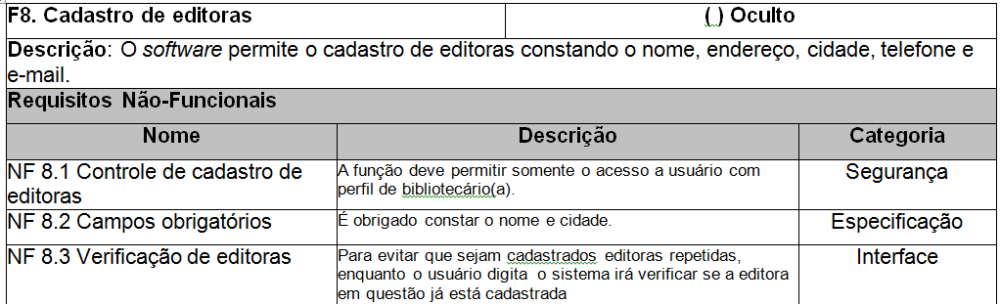 F8. Cadastro de editoras
( ) Oculto
Descrição: O software permite o cadastro de editoras constando o nome, endereço, cidade, telefone e
e-mail.
Requisitos Não-Funcionais
Nome
Descrição
Categoria
NF 8.1 Controle de cadastro de
editoras
A função deve permitir somente o acesso a usuário com
perfil de bibliotecário(a).
Segurança
NF 8.2 Campos obrigatórios
É obrigado constar o nome e cidade.
Especificação
NF 8.3 Verificação de editoras
Para evitar que sejam cadastrados editoras repetidas,
enquanto o usuário digita o sistema irá verificar se a editora
em questão já está cadastrada
Interface